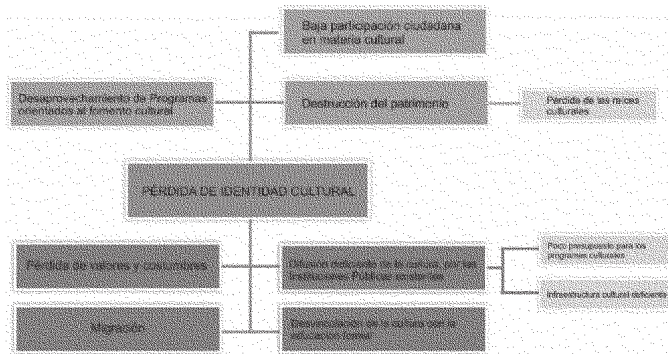 Baja participación ciudadana
en materia cultural
Desaprovechamiento de Programas
orientados al fomento cultural
Destrucción del patrimonio
Pérdida de las raíces
culturales
PÉRDIDA DE IDENTIDAD CULTURAL
Pérdida de valores y costumbres
Difusión deficiente de la cultura, por las
Instituciones Públicas existentes
Poco presupuesto para los
programas culturales
Infraestructura cultural deficiente
Migración
Desvinculación de la cultura con la
educación formal